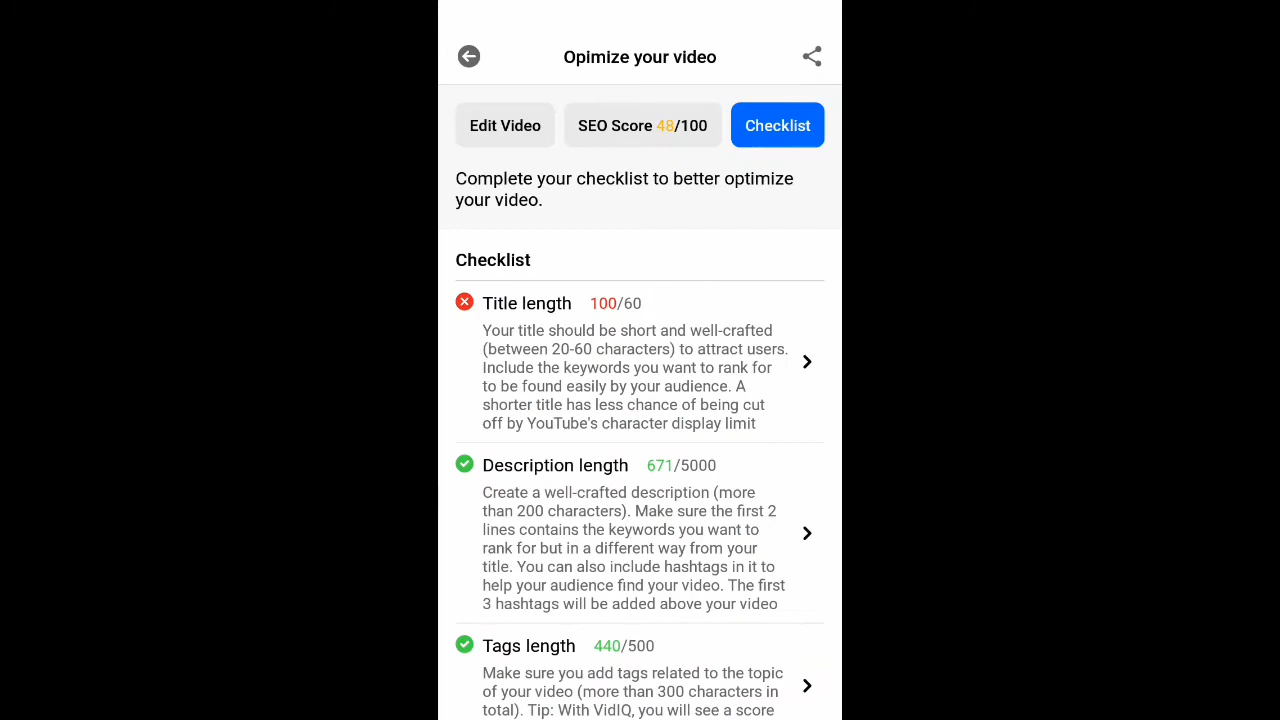 Opimize your video
Edit Video
SEO Score 48/100
Checklist
Complete your checklist to better optimize
your video.
Checklist
Title length 100/60
Your title should be short and well-crafted
(between 20-60 characters) to attract users.
Include the keywords you want to rank for
to be found easily by your audience. A
shorter title has less chance of being cut
off by YouTube's character display limit
Description length 671/5000
Create a well-crafted description (more
than 200 characters). Make sure the first 2
lines contains the keywords you want to
rank for but in a different way from your
title. You can also include hashtags in it to
help your audience find your video. The first
3 hashtags will be added above your video
Tags length 440/500
Make sure you add tags related to the topic
of your video (more than 300 characters in
total). Tip: With VidIQ, you will see a score